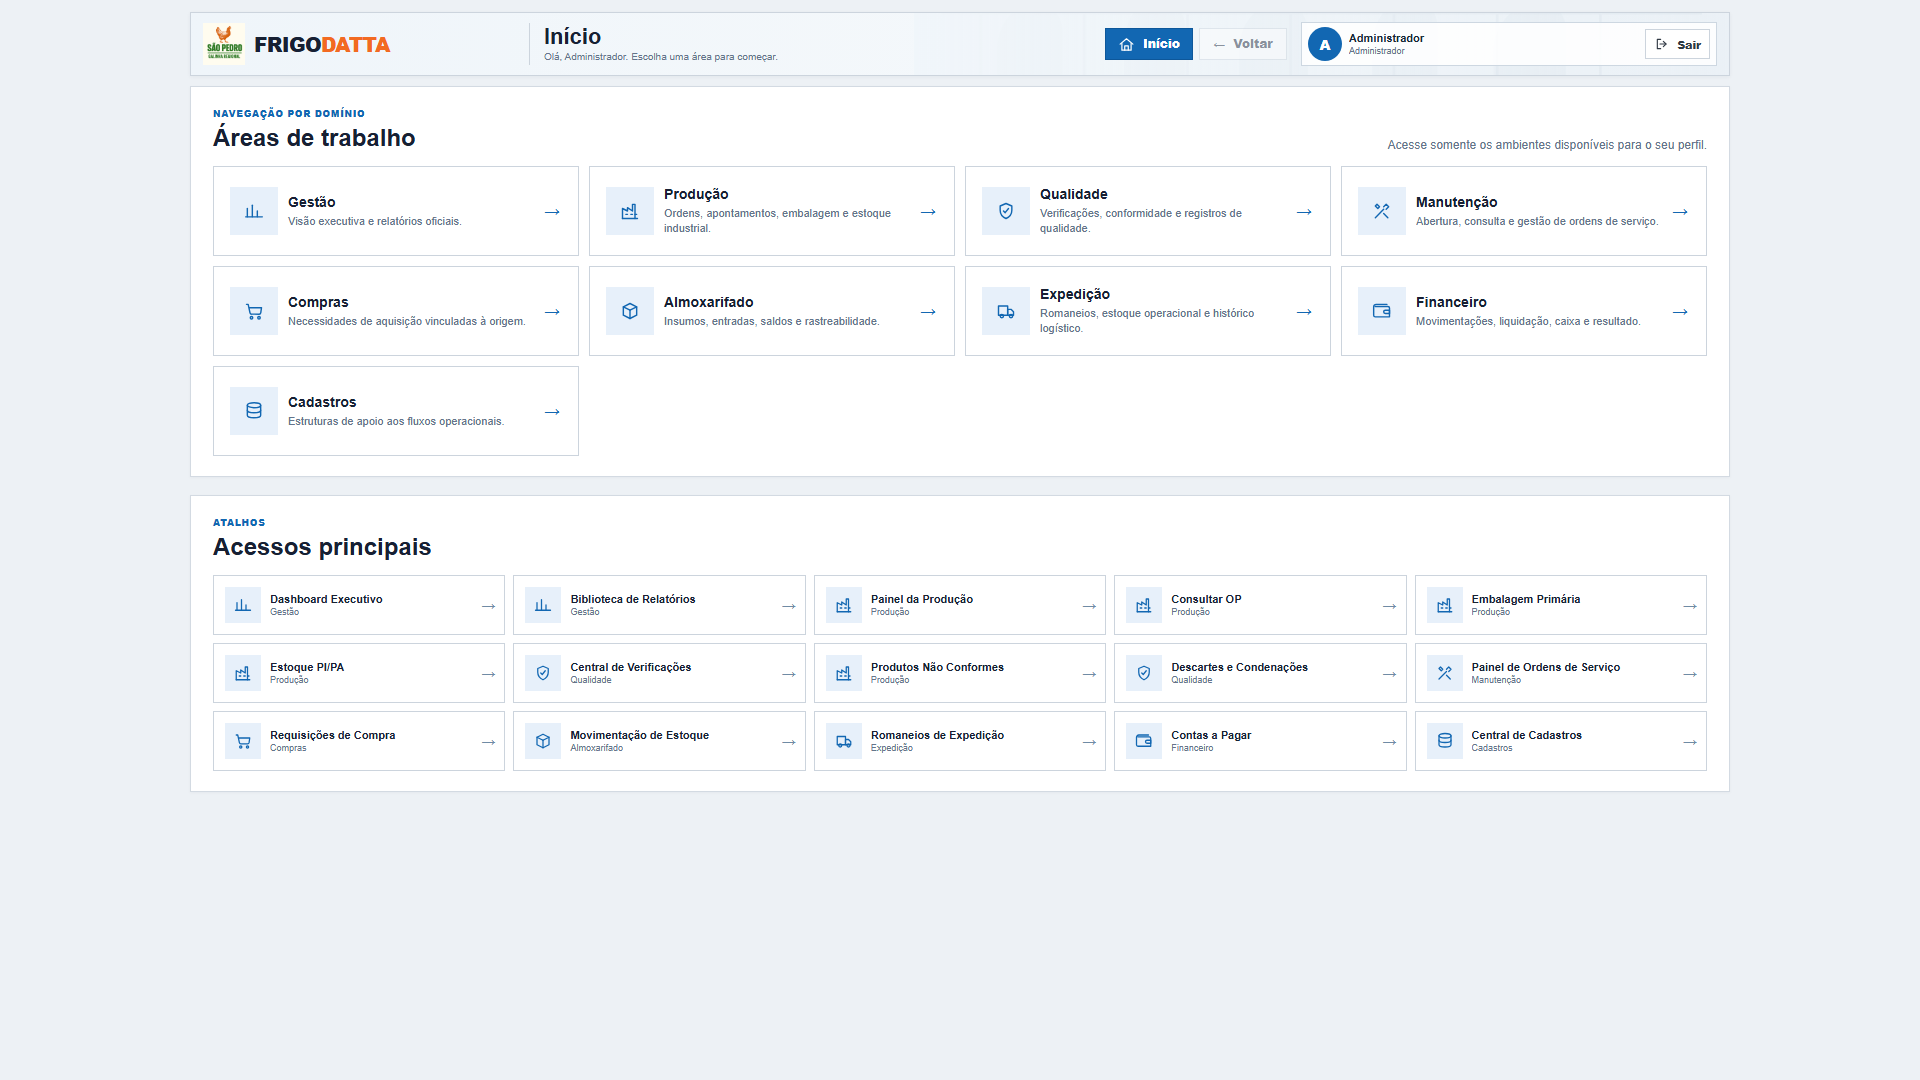 SÃO PEDRO
GALINHA REGIONAL
FRIGODATTA
Início
Olá, Administrador. Escolha uma área para começar.
Início
← Voltar
A
Administrador
Administrador
Sair
NAVEGAÇÃO POR DOMÍNIO
Áreas de trabalho
Acesse somente os ambientes disponíveis para o seu perfil.
Gestão
Visão executiva e relatórios oficiais.
→
Produção
Ordens, apontamentos, embalagem e estoque
industrial.
→
Qualidade
Verificações, conformidade e registros de
qualidade.
→
Manutenção
Abertura, consulta e gestão de ordens de serviço.
→
Compras
Necessidades de aquisição vinculadas à origem.
→
Almoxarifado
Insumos, entradas, saldos e rastreabilidade.
→
Expedição
Romaneios, estoque operacional e histórico
logístico.
→
Financeiro
Movimentações, liquidação, caixa e resultado.
→
Cadastros
Estruturas de apoio aos fluxos operacionais.
→
ATALHOS
Acessos principais
Dashboard Executivo
Gestão
→
Biblioteca de Relatórios
Gestão
→
Painel da Produção
Produção
→
Consultar OP
Produção
→
Embalagem Primária
Produção
→
Estoque PI/PA
Produção
→
Central de Verificações
Qualidade
→
Produtos Não Conformes
Produção
→
Descartes e Condenações
Qualidade
→
Painel de Ordens de Serviço
Manutenção
→
Requisições de Compra
Compras
→
Movimentação de Estoque
Almoxarifado
→
Romaneios de Expedição
Expedição
→
Contas a Pagar
Financeiro
→
Central de Cadastros
Cadastros
→